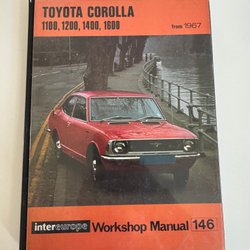 TOYOTA COROLLA
1100, 1200, 1400, 1600
from 1967
intereurope Workshop Manual 146